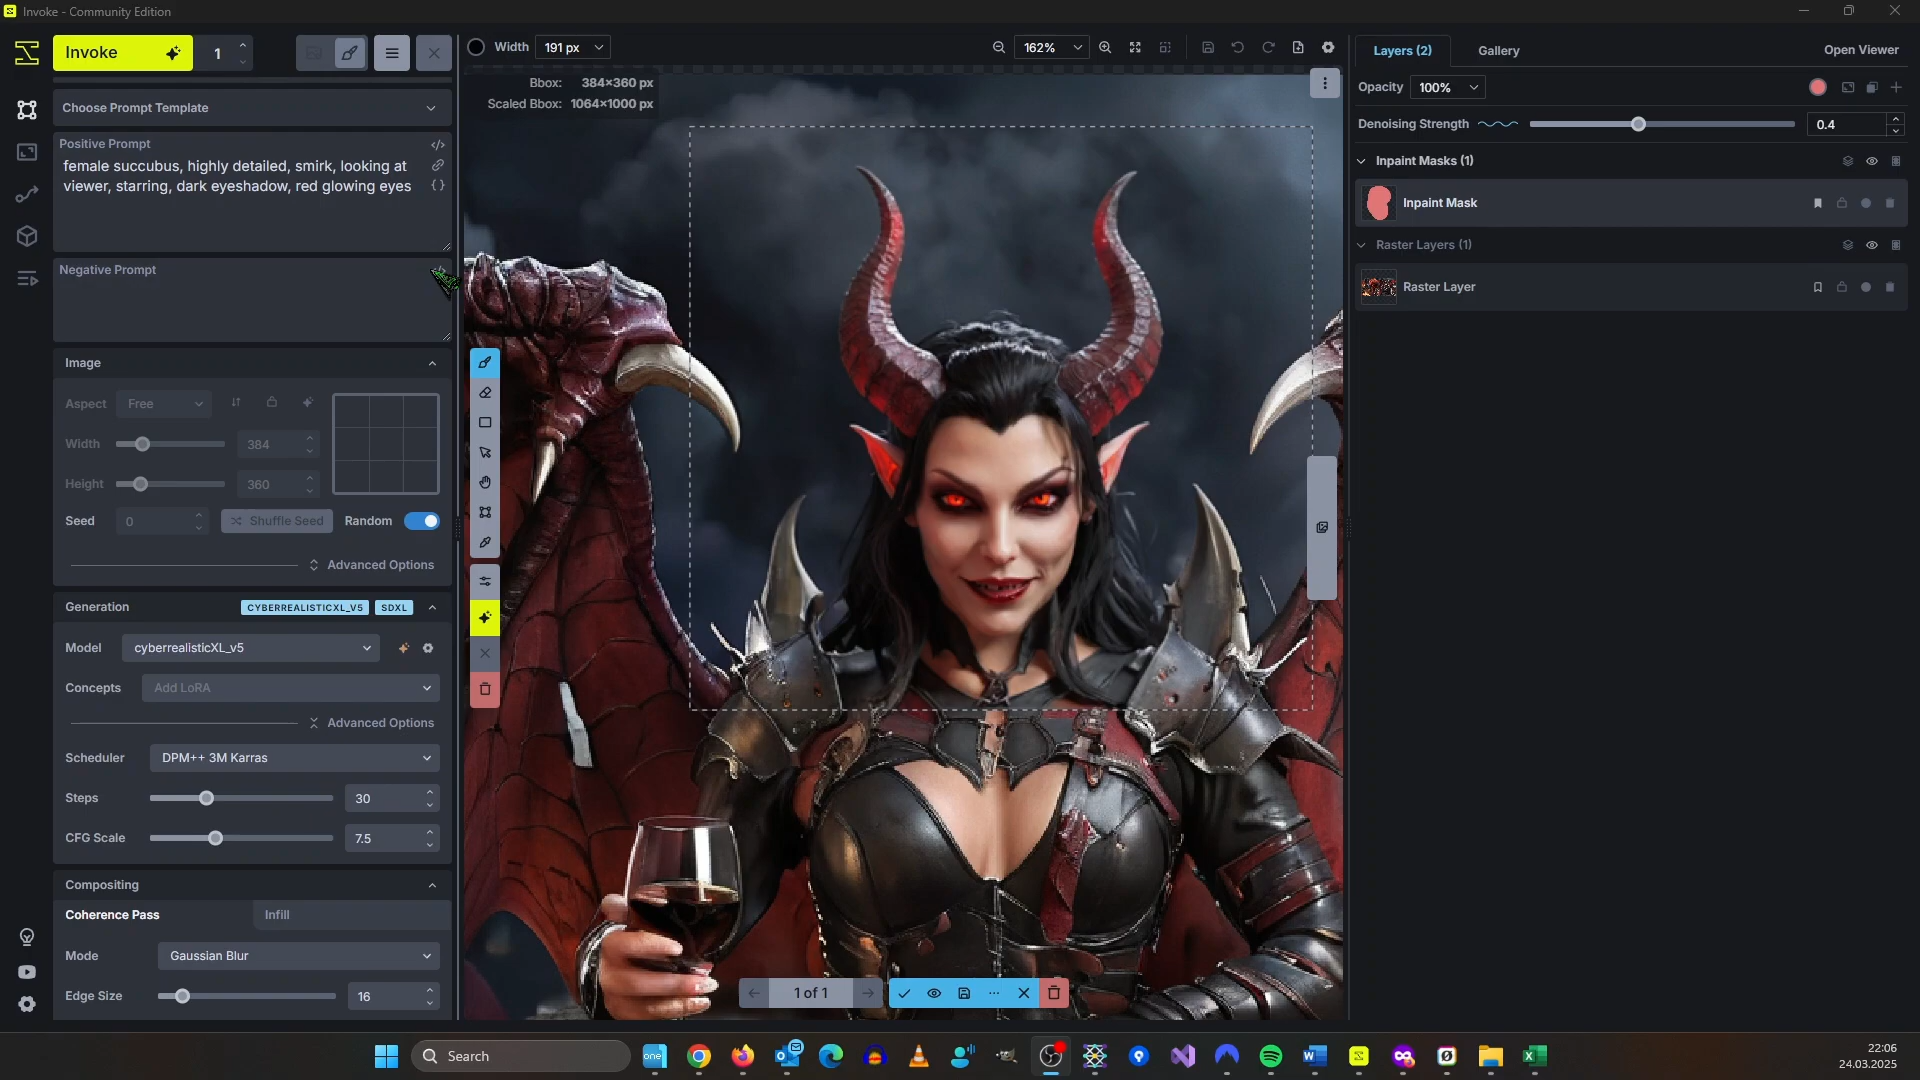 Invoke - Community Edition
Invoke
1
Width 191 px
162%
Layers (2)
Gallery
Open Viewer
Bbox: 384×360 px
Scaled Bbox: 1064×1000 px
Opacity 100%
Denoising Strength 0.4
Choose Prompt Template
Positive Prompt
female succubus, highly detailed, smirk, looking at
viewer, starring, dark eyeshadow, red glowing eyes
Negative Prompt
Inpaint Masks (1)
Inpaint Mask
Raster Layers (1)
Raster Layer
Image
Aspect Free
Width 384
Height 360
Seed 0 Shuffle Seed Random
Advanced Options
Generation CYBERREALISTICXL_V5 SDXL
Model cyberrealisticXL_v5
Concepts Add LoRA
Advanced Options
Scheduler DPM++ 3M Karras
Steps 30
CFG Scale 7.5
Compositing
Coherence Pass Infill
Mode Gaussian Blur
Edge Size 16
1 of 1
Search
one
22:06
24.03.2025